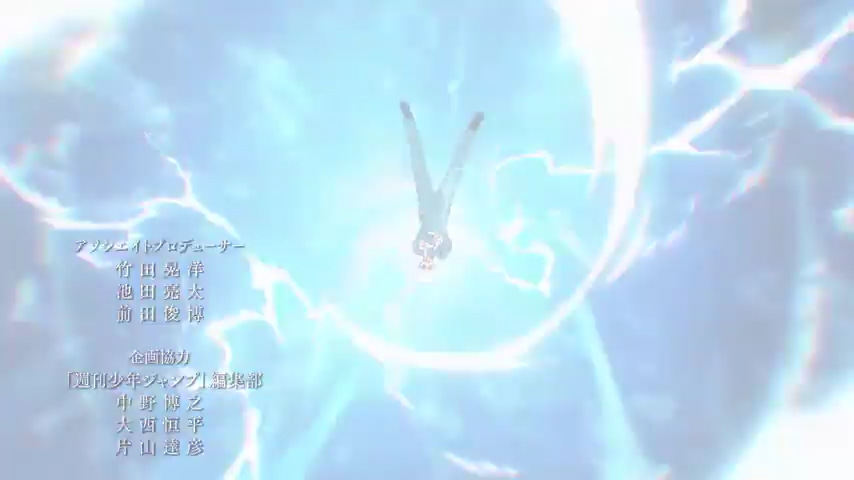 アソシエイトプロデューサー
竹田晃洋
池田亮太
前田俊博
企画協力
「週刊少年ジャンプ」編集部
中野博之
大西恒平
片山達彦